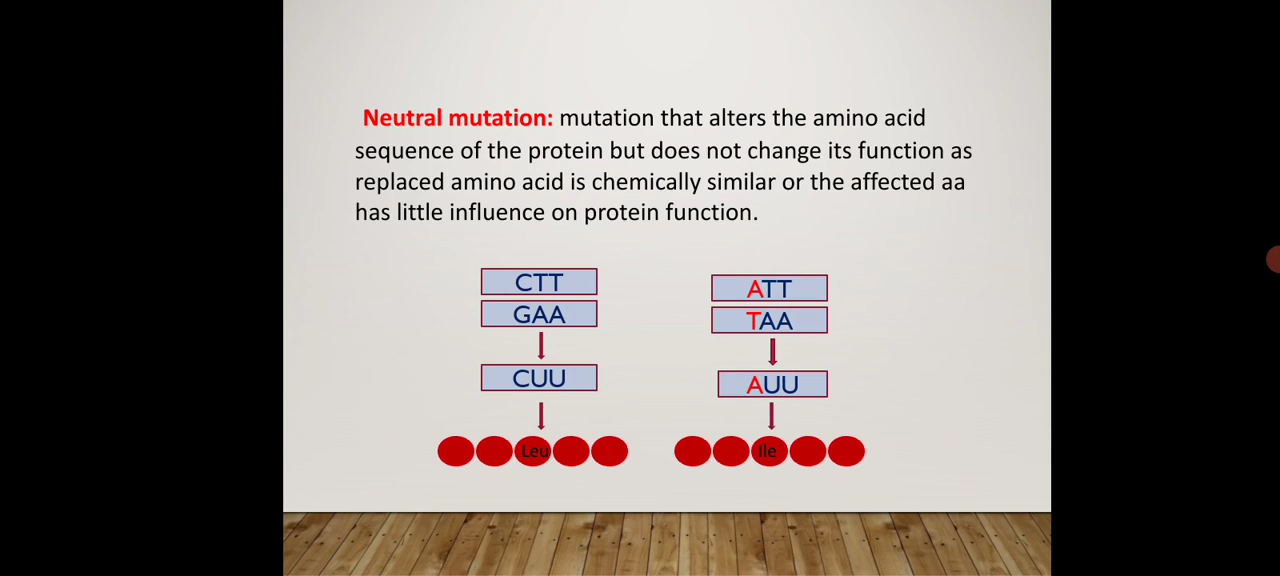 Neutral mutation: mutation that alters the amino acid
sequence of the protein but does not change its function as
replaced amino acid is chemically similar or the affected aa
has little influence on protein function.
CTT
GAA
CUU
Leu
ATT
TAA
AUU
Ile